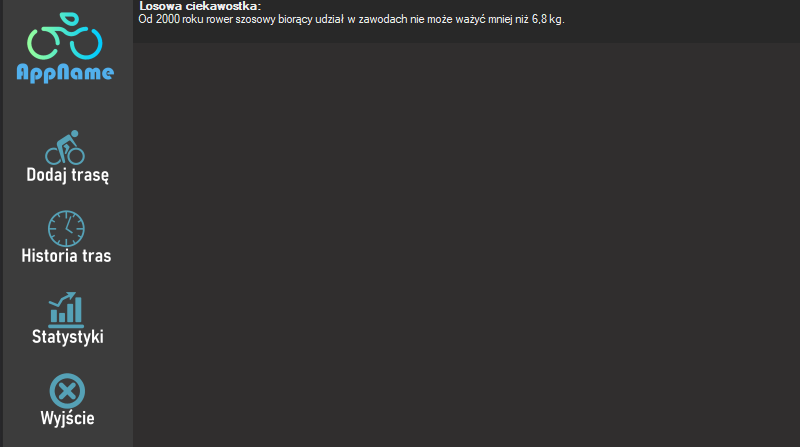 Losowa ciekawostka:
Od 2000 roku rower szosowy biorący udział w zawodach nie może ważyć mniej niż 6,8 kg.
AppName
Dodaj trasę
Historia tras
Statystyki
Wyjście